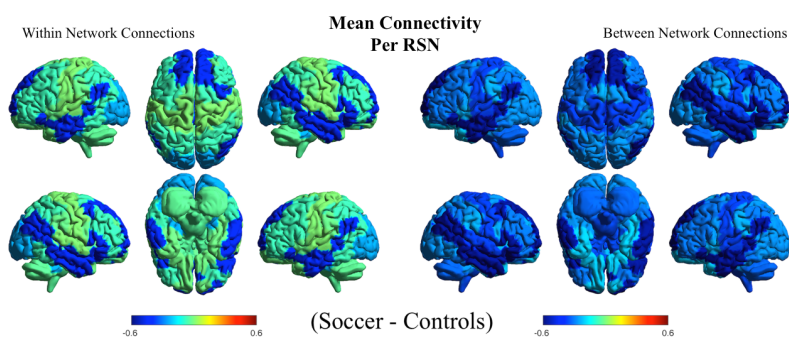 Mean Connectivity
Per RSN
Within Network Connections
Between Network Connections
-0.6
0.6
(Soccer - Controls)
-0.6
0.6